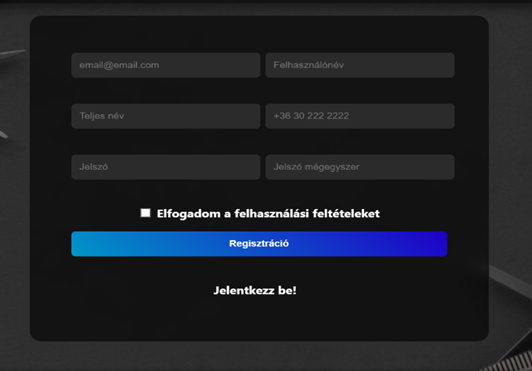 email@email.com Felhasználónév
Teljes név +36 30 222 2222
Jelszó Jelszó mégegyszer
Elfogadom a felhasználási feltételeket
Regisztráció
Jelentkezz be!